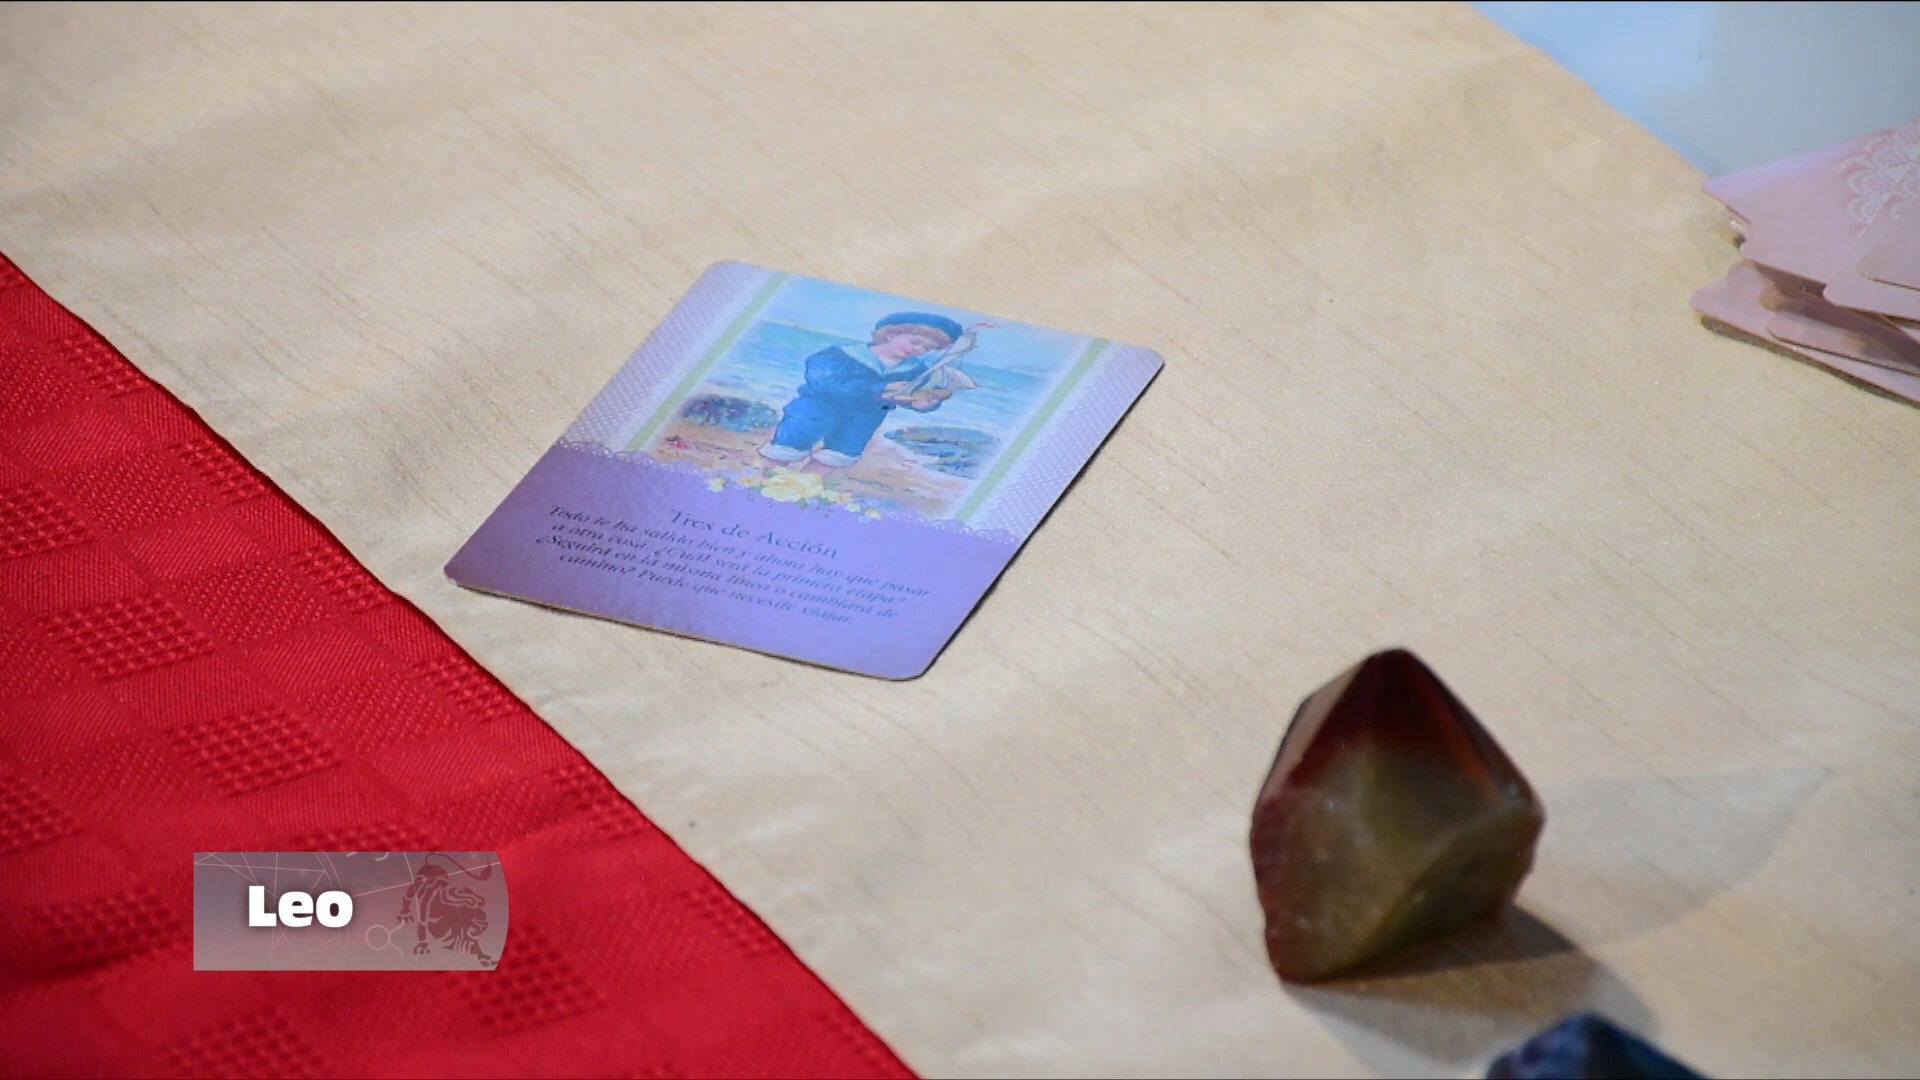 Tres de Acción
Todo te ha salido bien y ahora hay que pasar
a otra cosa. ¿Cuál será la primera etapa?
¿Seguirá en la misma línea o cambiará de
camino? Puede que necesite viajar.
Leo